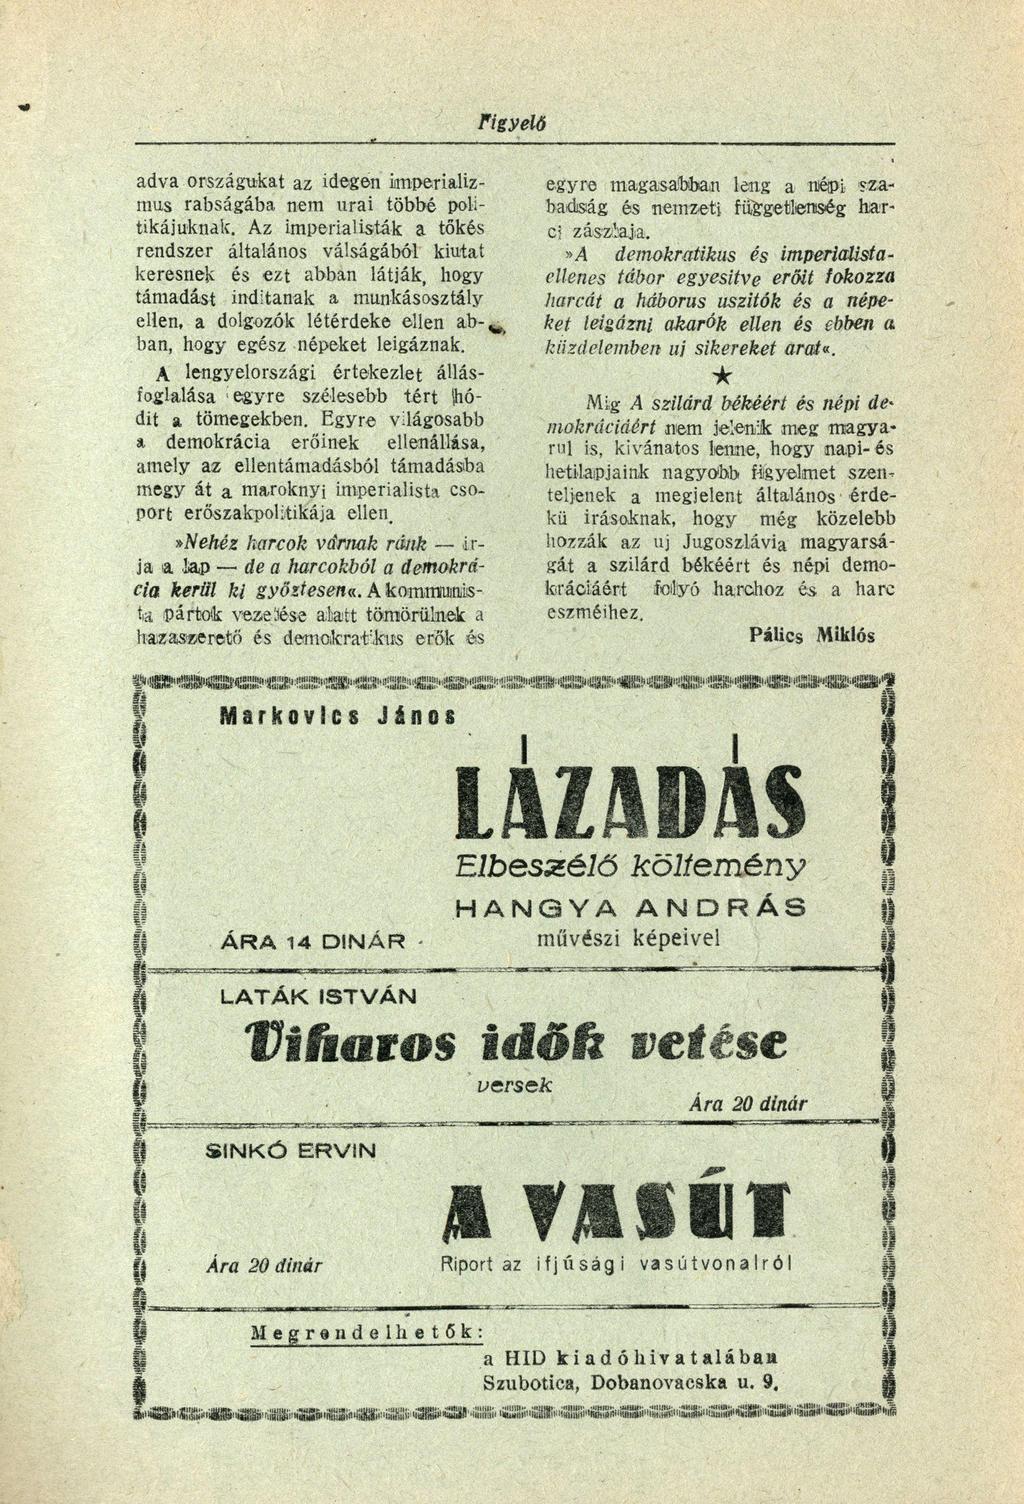 Figyelő
adva országukat az idegen imperializ-
mus rabságába nem urai többé poli-
tikájuknak. Az imperialisták a tőkés
rendszer általános válságából kiutat
keresnek és ezt abban látják, hogy
támadást inditanak a munkásosztály
ellen, a dolgozók létérdeke ellen ab-
ban, hogy egész népeket leigáznak.
A lengyelországi értekezlet állás-
foglalása egyre szélesebb tért hó-
dit a tömegekben. Egyre világosabb
a demokrácia erőinek ellenállása,
amely az ellentámadásból támadásba
megy át a maroknyi imperialista cso-
port erőszakpolitikája ellen.
»Nehéz harcok várnak ránk — ir-
ja a lap — de a harcokból a demokrá-
cia kerül ki győztesen«. A kommunis-
ta pártok vezetése alatt tömörülnek a
hazaszerető és demokratikus erők és
egyre magasabban leng a népi sza-
badság és nemzeti függetlenség har-
ci zászlaja.
»A demokratikus és imperialista-
ellenes tábor egyesitve erőit fokozza
harcát a háborus uszitók és a népe-
ket leigázni akarók ellen és ebben a
küzdelemben uj sikereket arat«.
★
Mig A szilárd békéért és népi de-
mokráciáért nem jelenik meg magya-
rul is, kivánatos lenne, hogy napi- és
hetilapjaink nagyobb figyelmet szen-
teljenek a megjelent általános érde-
kü irásoknak, hogy még közelebb
hozzák az uj Jugoszlávia magyarsá-
gát a szilárd békéért és népi demo-
kráciáért folyó harchoz és a harc
eszméihez.
Pálics Miklós
Markovics János
LÁZADÁS
Elbeszélő költemény
HANGYA ANDRÁS
művészi képeivel
ÁRA 14 DINÁR
LATÁK ISTVÁN
Viharos idők vetése
versek
Ára 20 dinár
SINKÓ ERVIN
A VASÚT
Riport az ifjúsági vasútvonalról
Ára 20 dinár
Megrendelhetők:
a HID kiadóhivatalában
Szubotica, Dobanovacska u. 9.